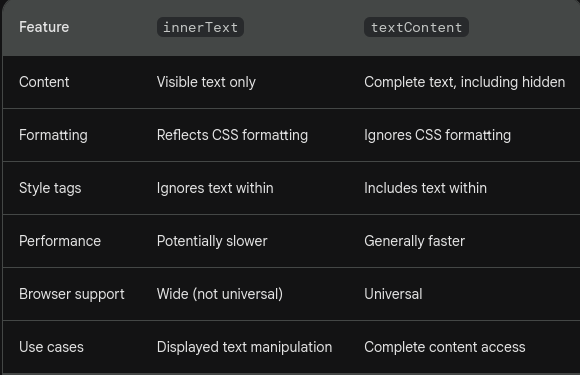 Feature innerText textContent
Content Visible text only Complete text, including hidden
Formatting Reflects CSS formatting Ignores CSS formatting
Style tags Ignores text within Includes text within
Performance Potentially slower Generally faster
Browser support Wide (not universal) Universal
Use cases Displayed text manipulation Complete content access